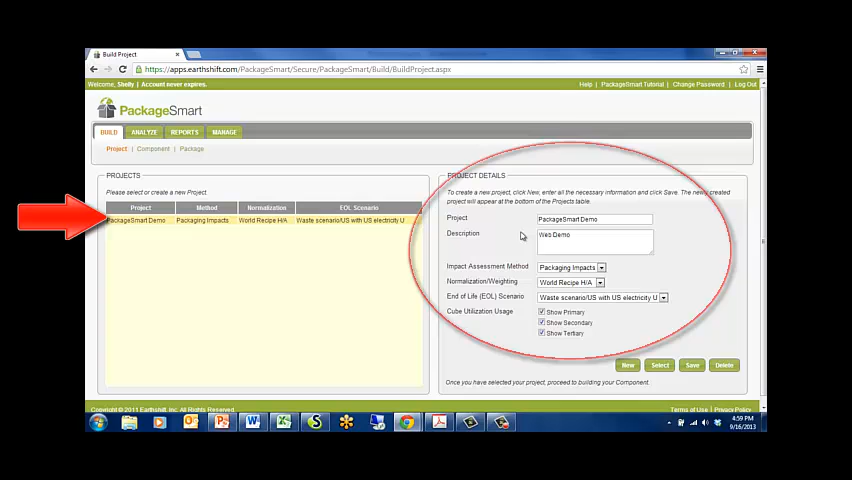 Build Project
https://apps.earthshift.com/PackageSmart/Secure/PackageSmart/Build/BuildProject.aspx
Welcome, Shelly | Account never expires.
Help | PackageSmart Tutorial | Change Password | Log Out
PackageSmart
BUILD ANALYZE REPORTS MANAGE
Project Component Package
PROJECTS
Please select or create a new Project.
Project Method Normalization EOL Scenario
PackageSmart Demo Packaging Impacts World Recipe H/A Waste scenario/US with US electricity U
PROJECT DETAILS
To create a new project, click New, enter all the necessary information and click Save. The newly created
project will appear at the bottom of the Projects table.
Project PackageSmart Demo
Description Web Demo
Impact Assessment Method Packaging Impacts
Normalization/Weighting World Recipe H/A
End of Life (EOL) Scenario Waste scenario/US with US electricity U
Cube Utilization Usage Show Primary
Show Secondary
Show Tertiary
New Select Save Delete
Once you have selected your project, proceed to building your Component.
Copyright © 2011 Earthshift, Inc. All Rights Reserved.
Terms of Use | Privacy Policy
4:59 PM
9/16/2013